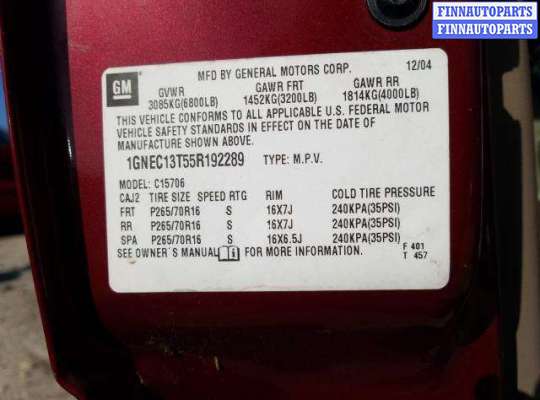 FINNAUTOPARTS
FINNAUTOPARTS
GM
MFD BY GENERAL MOTORS CORP. 12/04
GVWR GAWR FRT GAWR RR
3085KG(6800LB) 1452KG(3200LB) 1814KG(4000LB)
THIS VEHICLE CONFORMS TO ALL APPLICABLE U.S. FEDERAL MOTOR
VEHICLE SAFETY STANDARDS IN EFFECT ON THE DATE OF
MANUFACTURE SHOWN ABOVE.
1GNEC13T55R192289 TYPE: M.P.V.
MODEL: C15706
CAJ2 TIRE SIZE SPEED RTG RIM COLD TIRE PRESSURE
FRT P265/70R16 S 16X7J 240KPA(35PSI)
RR P265/70R16 S 16X7J 240KPA(35PSI)
SPA P265/70R16 S 16X6.5J 240KPA(35PSI)
SEE OWNER'S MANUAL FOR MORE INFORMATION. F 401
T 457
FINNAUTOPARTS
FINNAUTOPARTS